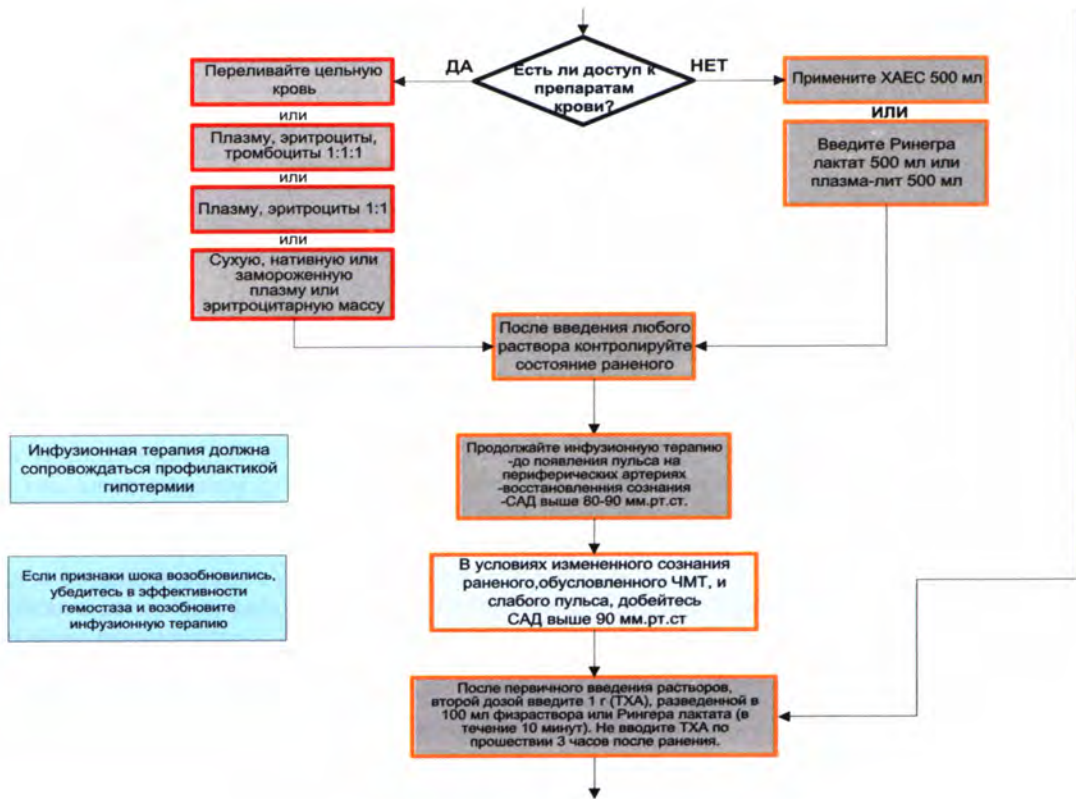 Есть ли доступ к
препаратам
крови?
ДА
НЕТ
Переливайте цельную
кровь
или
Плазму, эритроциты,
тромбоциты 1:1:1
или
Плазму, эритроциты 1:1
или
Сухую, нативную или
замороженную
плазму или
эритроцитарную массу
Примените ХАЕС 500 мл
ИЛИ
Введите Ринегра
лактат 500 мл или
плазма-лит 500 мл
После введения любого
раствора контролируйте
состояние раненого
Инфузионная терапия должна
сопровождаться профилактикой
гипотермии
Продолжайте инфузионную терапию
-до появления пульса на
периферических артериях
-восстановленния сознания
-САД выше 80-90 мм.рт.ст.
Если признаки шока возобновились,
убедитесь в эффективности
гемостаза и возобновите
инфузионную терапию
В условиях измененного сознания
раненого,обусловленного ЧМТ, и
слабого пульса, добейтесь
САД выше 90 мм.рт.ст
После первичного введения растворов,
второй дозой введите 1 г (ТХА), разведенной в
100 мл физраствора или Рингера лактата (в
течение 10 минут). Не вводите ТХА по
прошествии 3 часов после ранения.